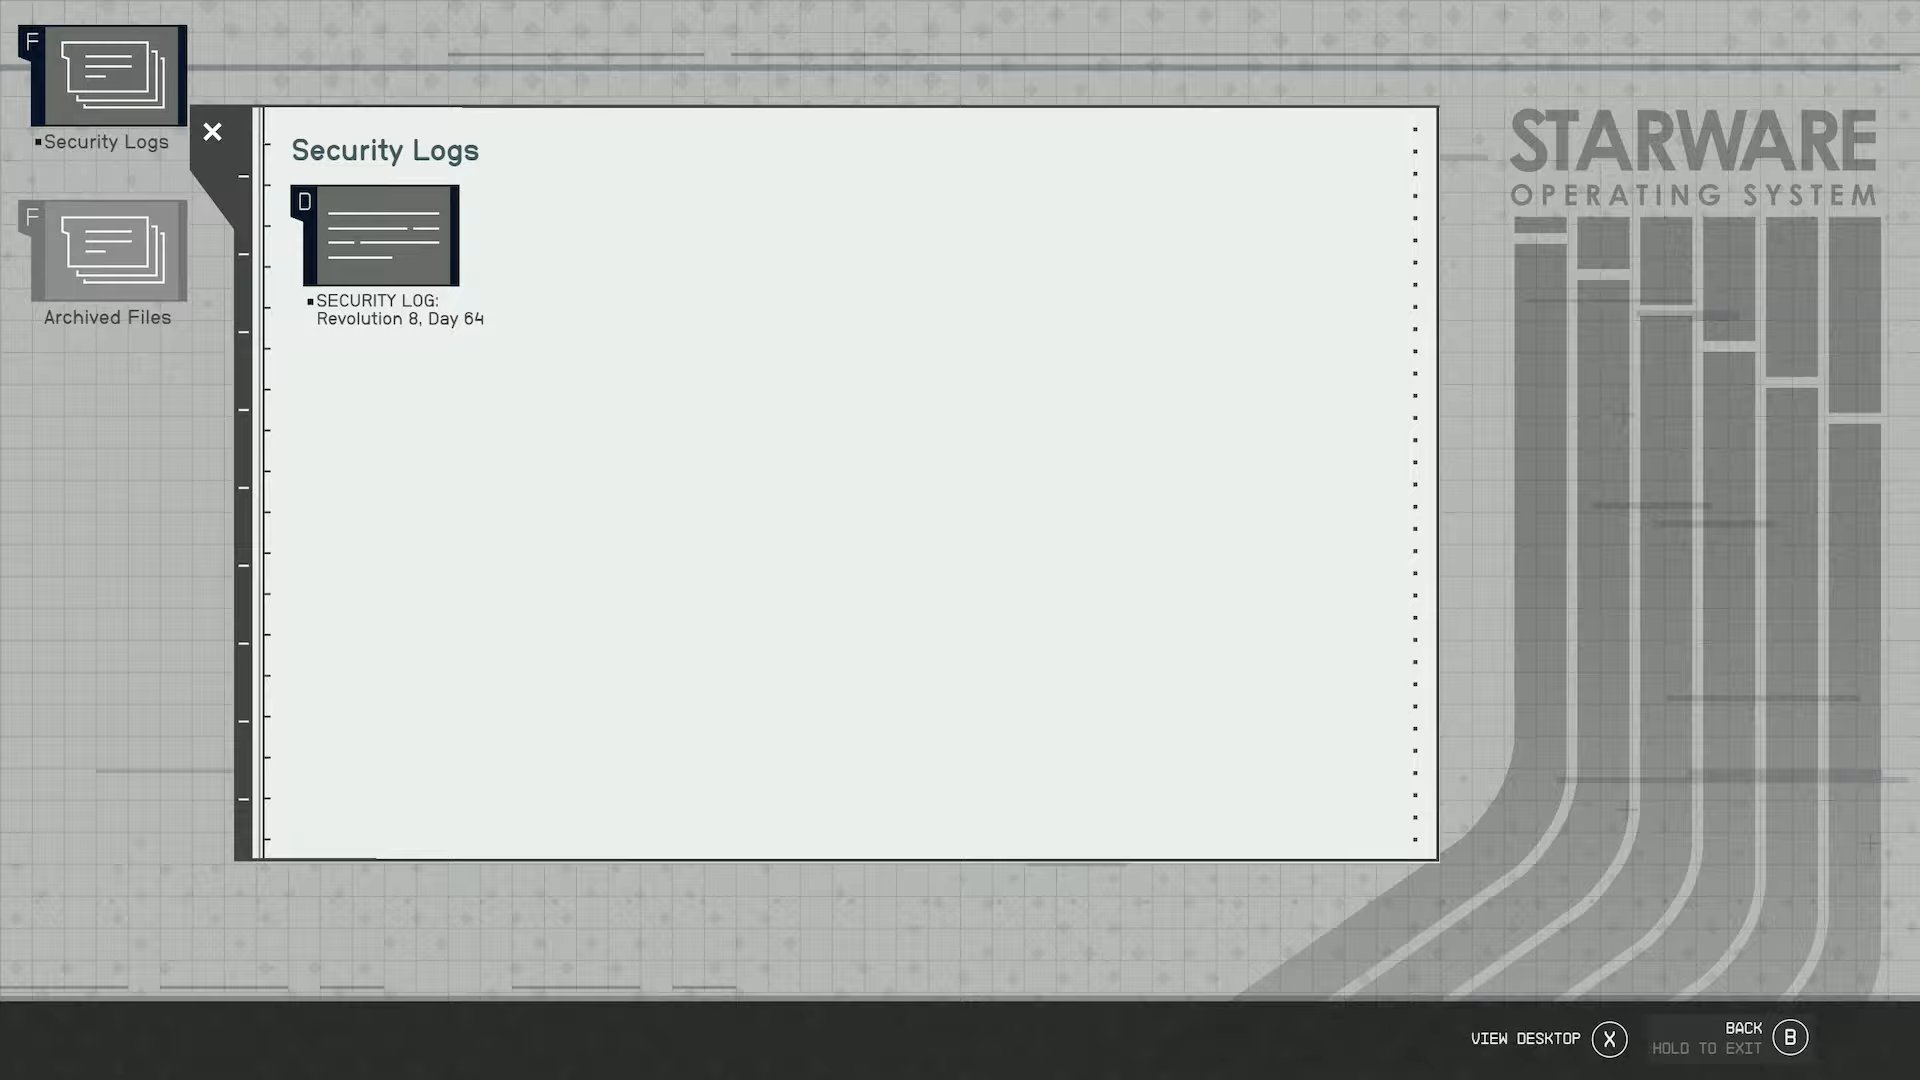 F
Security Logs
F
Archived Files
Security Logs
D
SECURITY LOG:
Revolution 8, Day 64
STARWARE
OPERATING SYSTEM
VIEW DESKTOP X
BACK B
HOLD TO EXIT